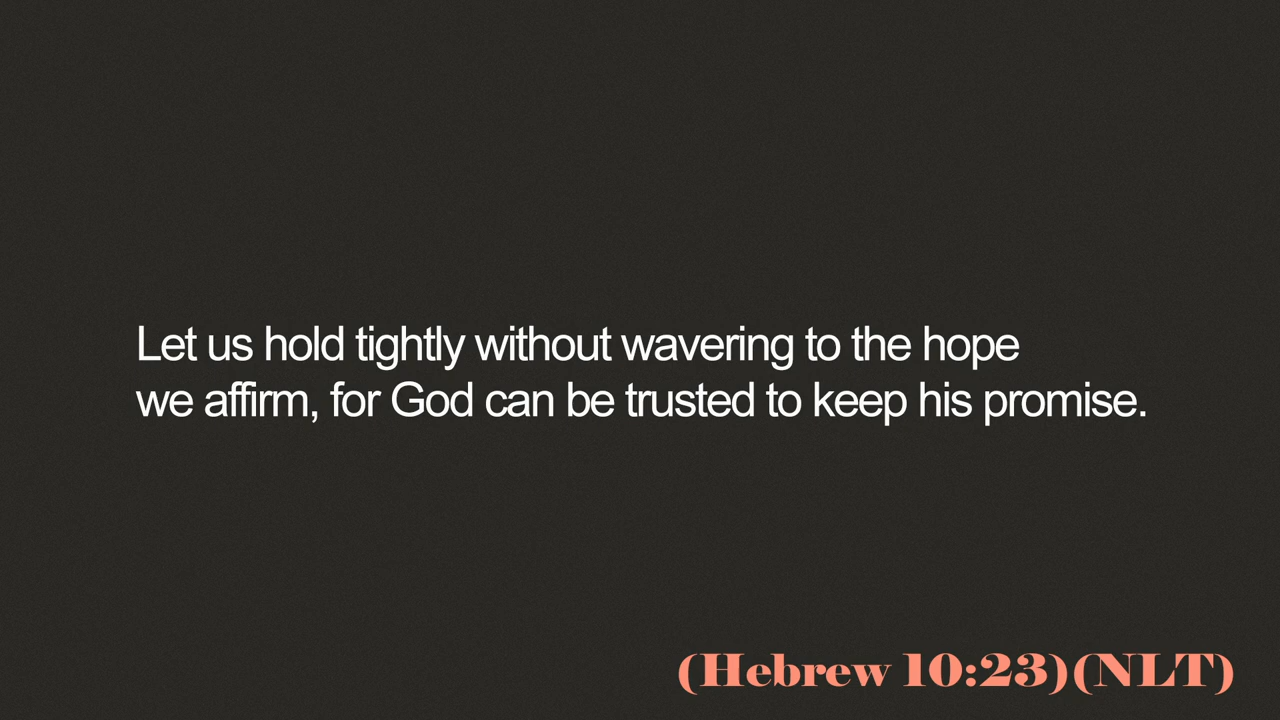 Let us hold tightly without wavering to the hope
we affirm, for God can be trusted to keep his promise.
(Hebrew 10:23)(NLT)